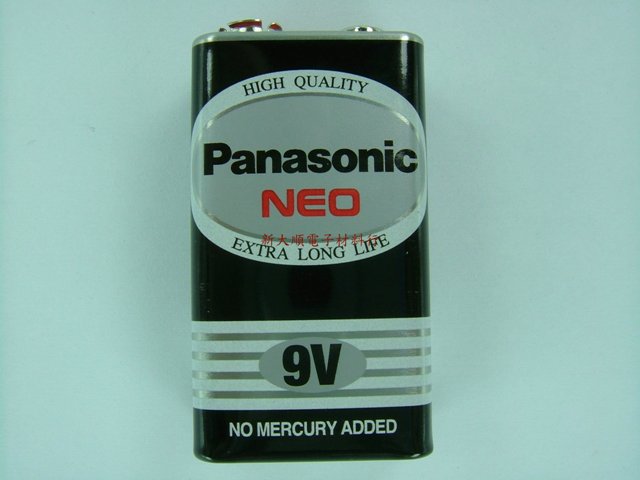 HIGH QUALITY
Panasonic
NEO
新大順電子材料行
EXTRA LONG LIFE
9V
NO MERCURY ADDED